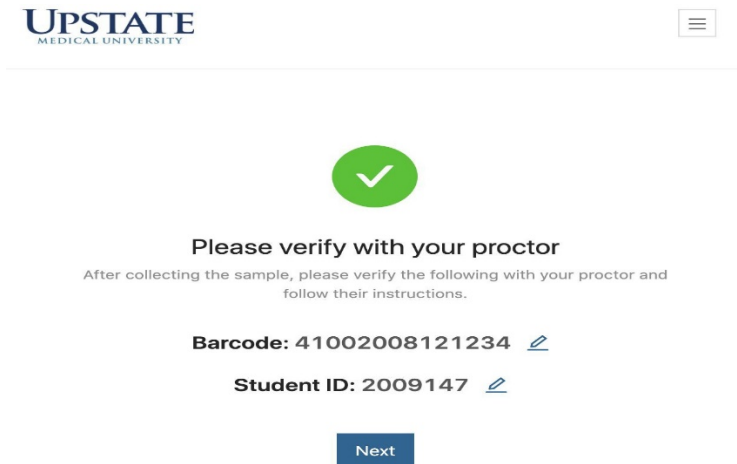 UPSTATE
MEDICAL UNIVERSITY
Please verify with your proctor
After collecting the sample, please verify the following with your proctor and
follow their instructions.
Barcode: 41002008121234
Student ID: 2009147
Next